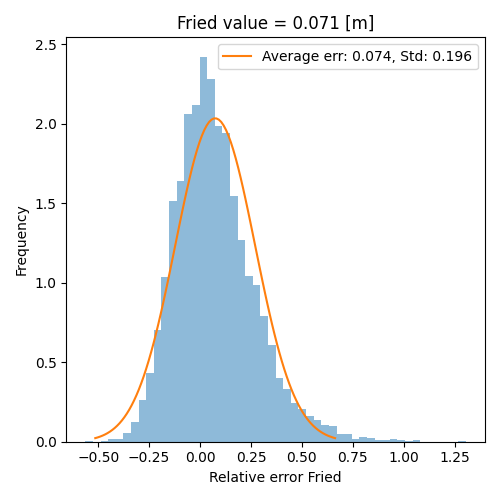 Fried value = 0.071 [m]
Average err: 0.074, Std: 0.196
2.5
2.0
1.5
1.0
0.5
0.0
Frequency
−0.50 −0.25 0.00 0.25 0.50 0.75 1.00 1.25
Relative error Fried